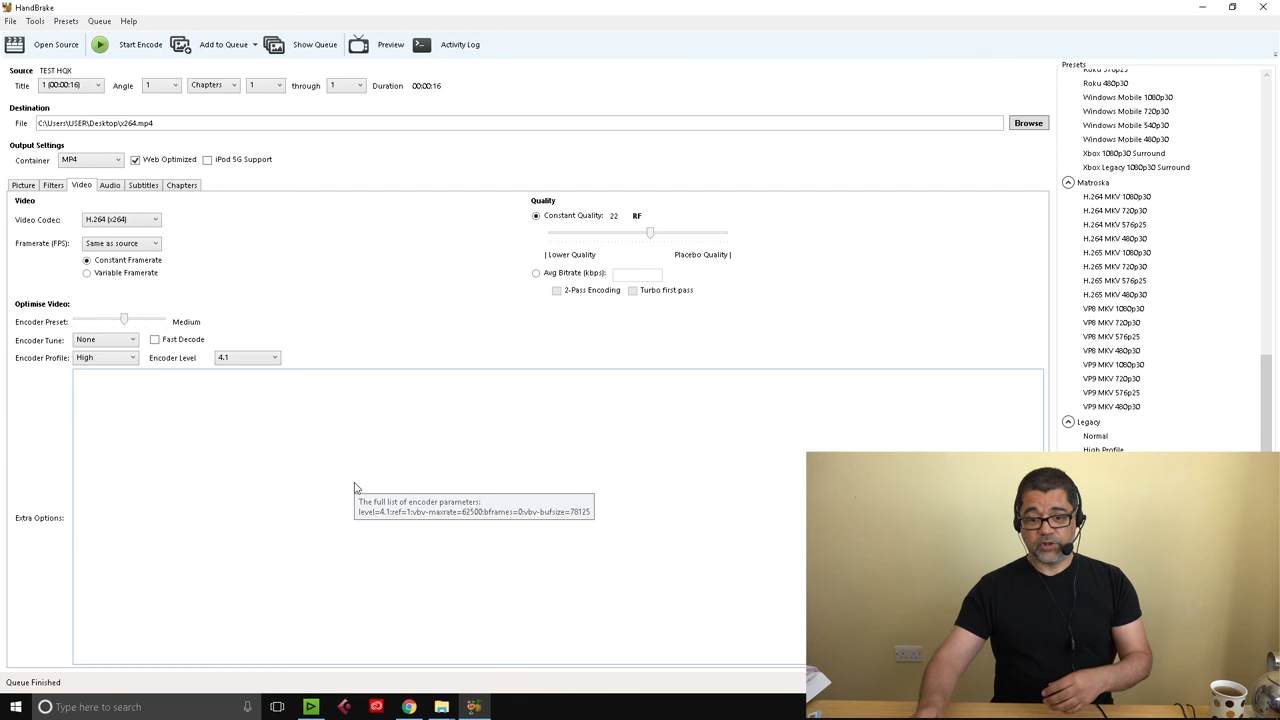 HandBrake
File Tools Presets Queue Help
Open Source Start Encode Add to Queue Show Queue Preview Activity Log
Source TEST HQX
Title 1 (00:00:16) Angle 1 Chapters 1 through 1 Duration 00:00:16
Destination
File C:\Users\USER\Desktop\x264.mp4 Browse
Output Settings
Container MP4 Web Optimized iPod 5G Support
Picture Filters Video Audio Subtitles Chapters
Video
Video Codec: H.264 (x264)
Framerate (FPS): Same as source
Constant Framerate
Variable Framerate
Quality
Constant Quality: 22 RF
| Lower Quality Placebo Quality |
Avg Bitrate (kbps):
2-Pass Encoding Turbo first pass
Optimise Video:
Encoder Preset: Medium
Encoder Tune: None Fast Decode
Encoder Profile: High Encoder Level 4.1
Extra Options:
The full list of encoder parameters:
level=4.1:ref=1:vbv-maxrate=62500:bframes=0:vbv-bufsize=78125
Presets
Roku 576p25
Roku 480p30
Windows Mobile 1080p30
Windows Mobile 720p30
Windows Mobile 540p30
Windows Mobile 480p30
Xbox 1080p30 Surround
Xbox Legacy 1080p30 Surround
Matroska
H.264 MKV 1080p30
H.264 MKV 720p30
H.264 MKV 576p25
H.264 MKV 480p30
H.265 MKV 1080p30
H.265 MKV 720p30
H.265 MKV 576p25
H.265 MKV 480p30
VP8 MKV 1080p30
VP8 MKV 720p30
VP8 MKV 576p25
VP8 MKV 480p30
VP9 MKV 1080p30
VP9 MKV 720p30
VP9 MKV 576p25
VP9 MKV 480p30
Legacy
Normal
High Profile
Queue Finished
Type here to search